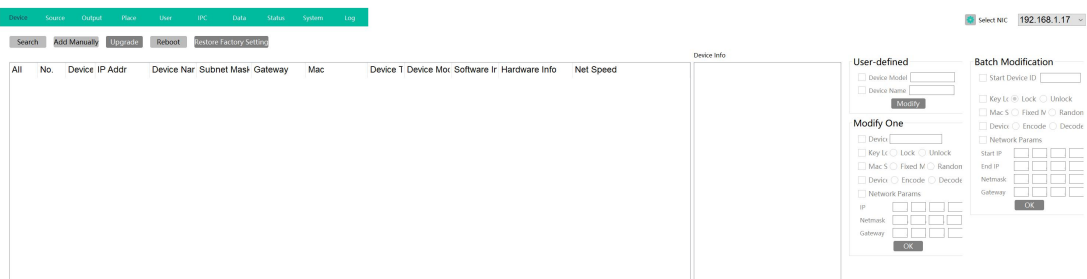 Device Source Output Place User IPC Data Status System Log
Select NIC 192.168.1.17
Search Add Manually Upgrade Reboot Restore Factory Setting
Device Info
All No. Device IP Addr Device Nar Subnet Mask Gateway Mac Device T Device Moc Software Ir Hardware Info Net Speed
User-defined
Device Model
Device Name
Modify
Modify One
Device
Key Lc Lock Unlock
Mac S Fixed M Random
Device Encode Decode
Network Params
IP
Netmask
Gateway
OK
Batch Modification
Start Device ID
Key Lc Lock Unlock
Mac S Fixed M Randon
Device Encode Decode
Network Params
Start IP
End IP
Netmask
Gateway
OK